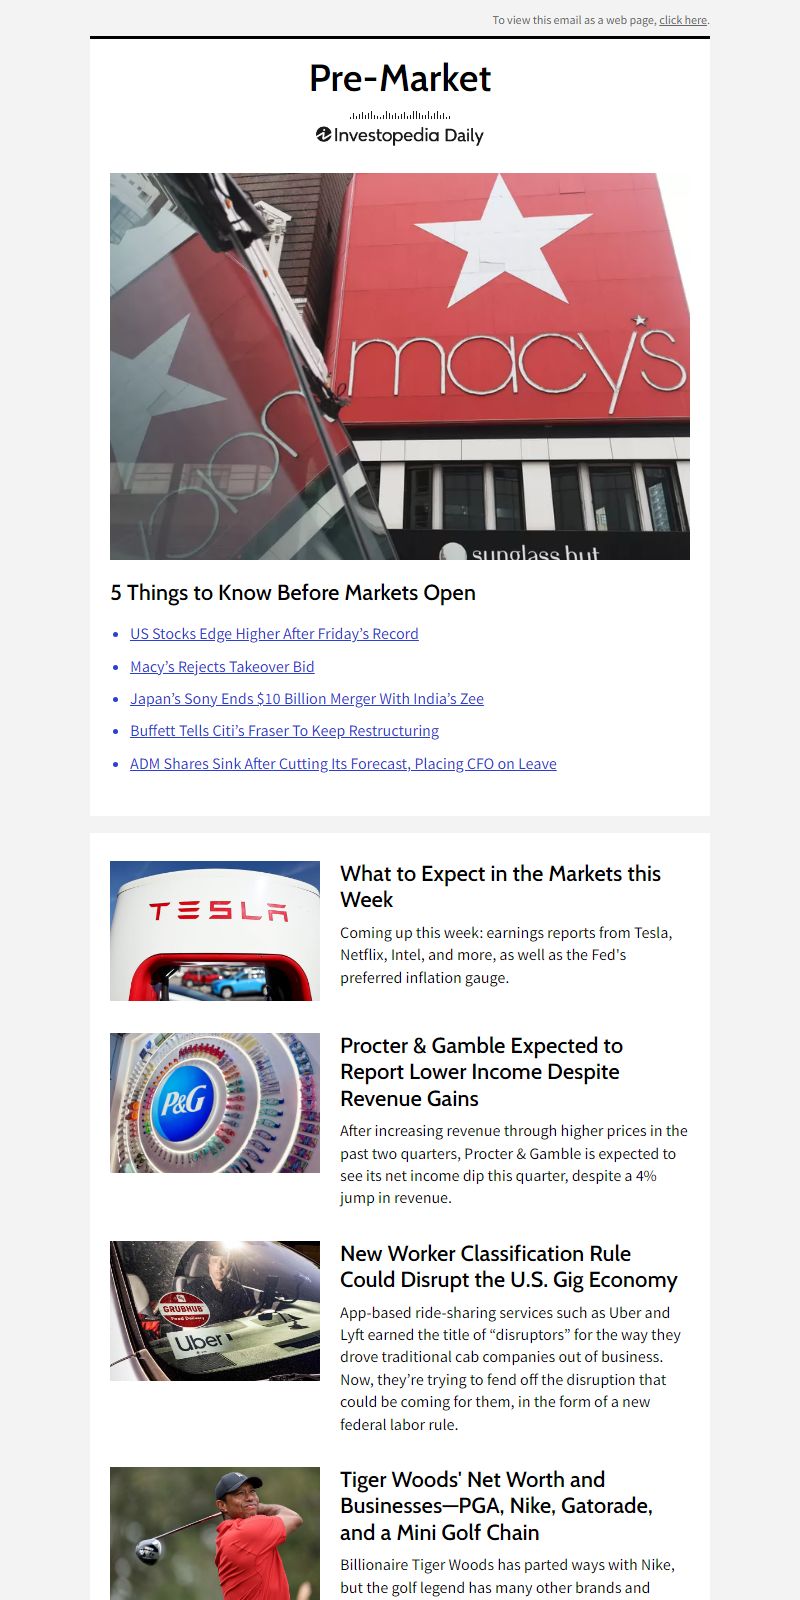 To view this email as a web page, click here.
Pre-Market
Investopedia Daily
macy's
sunglass hut
5 Things to Know Before Markets Open
US Stocks Edge Higher After Friday’s Record
Macy’s Rejects Takeover Bid
Japan’s Sony Ends $10 Billion Merger With India’s Zee
Buffett Tells Citi’s Fraser To Keep Restructuring
ADM Shares Sink After Cutting Its Forecast, Placing CFO on Leave
TESLA
What to Expect in the Markets this
Week
Coming up this week: earnings reports from Tesla,
Netflix, Intel, and more, as well as the Fed's
preferred inflation gauge.
P&G
Procter & Gamble Expected to
Report Lower Income Despite
Revenue Gains
After increasing revenue through higher prices in the
past two quarters, Procter & Gamble is expected to
see its net income dip this quarter, despite a 4%
jump in revenue.
GRUBHUB
Food Delivery
Uber
New Worker Classification Rule
Could Disrupt the U.S. Gig Economy
App-based ride-sharing services such as Uber and
Lyft earned the title of “disruptors” for the way they
drove traditional cab companies out of business.
Now, they’re trying to fend off the disruption that
could be coming for them, in the form of a new
federal labor rule.
Tiger Woods' Net Worth and
Businesses—PGA, Nike, Gatorade,
and a Mini Golf Chain
Billionaire Tiger Woods has parted ways with Nike,
but the golf legend has many other brands and